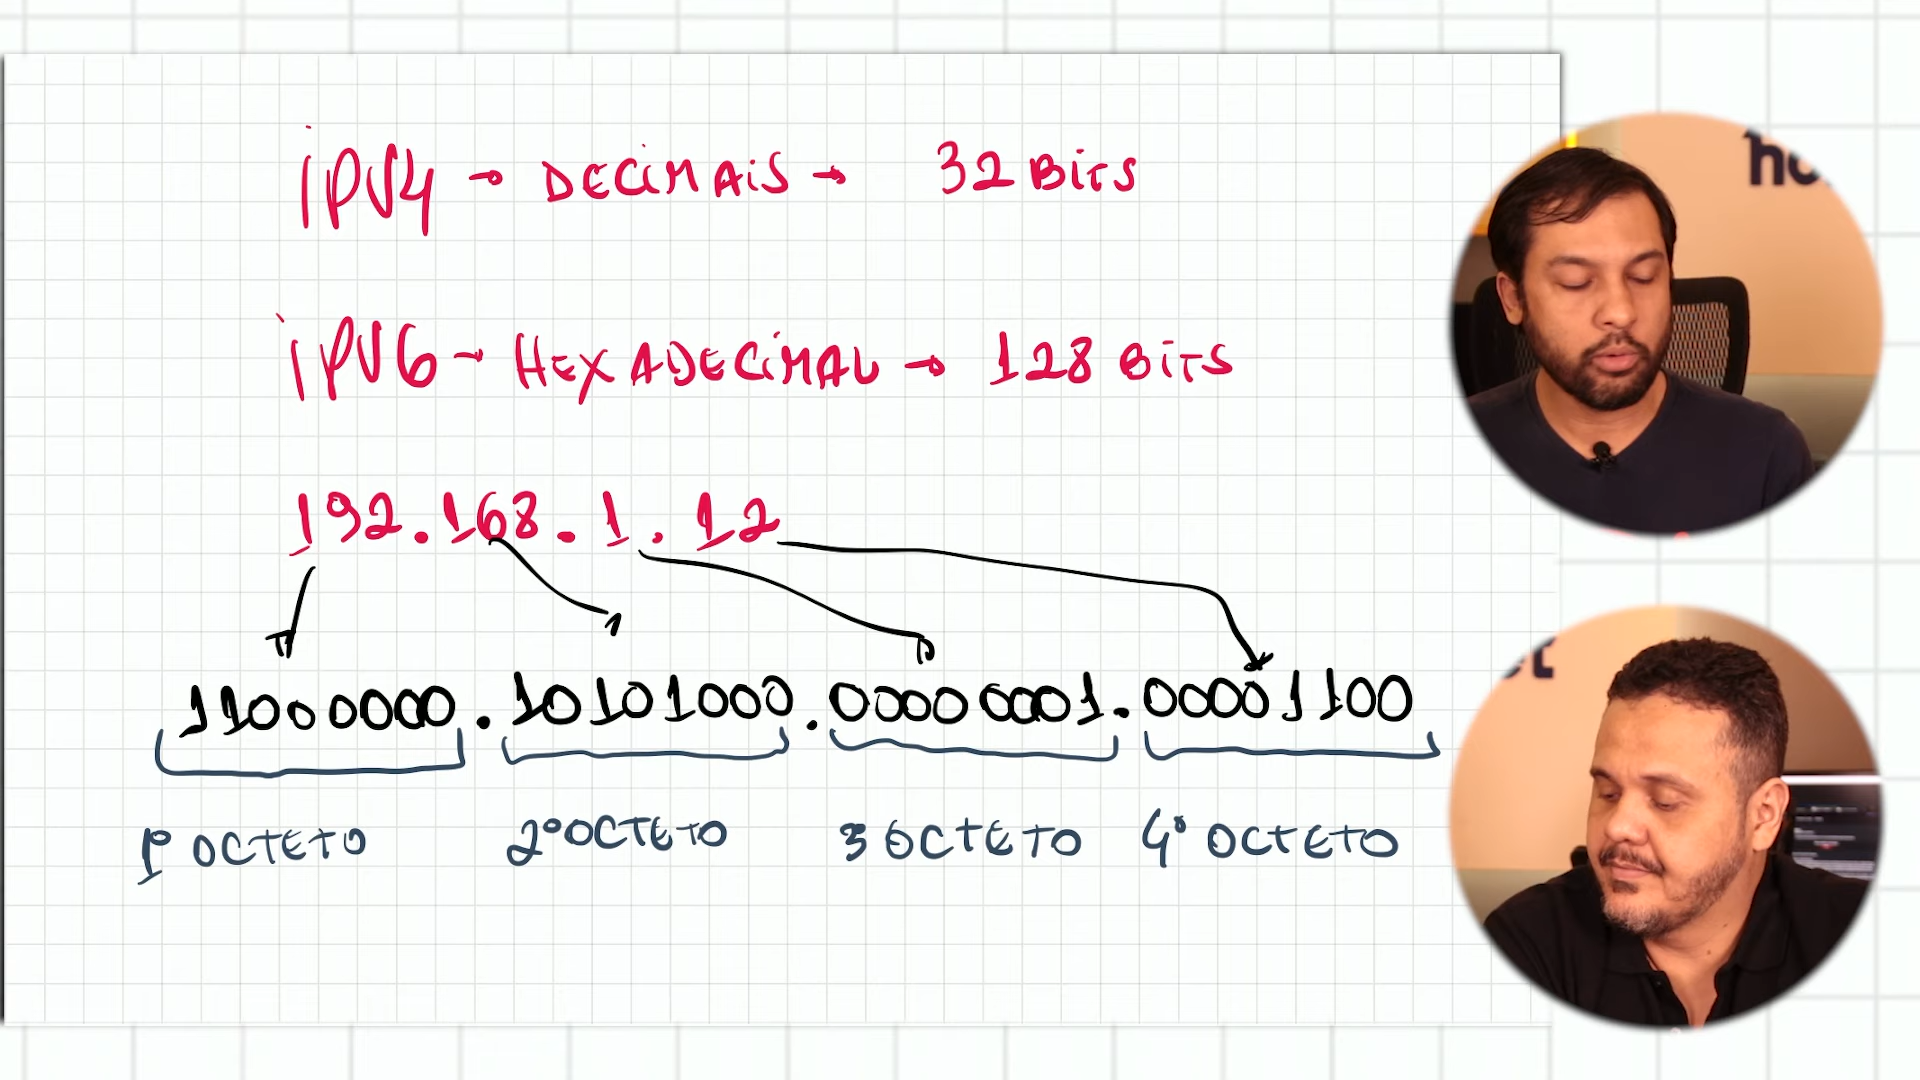 iPV4 → DECiMAiS → 32 BiTS
iPV6 → HEXADECiMAL → 128 BiTS
192.168.1.12
11000000.10101000.00000001.00001100
1º OCTETO 2º OCTETO 3 OCTETO 4º OCTETO